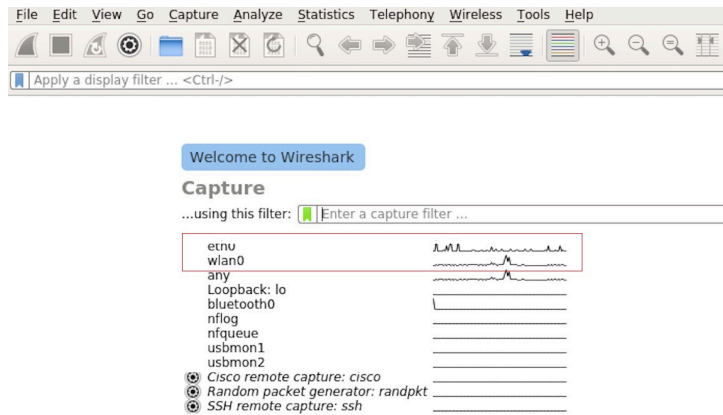 File Edit View Go Capture Analyze Statistics Telephony Wireless Tools Help
Apply a display filter ... <Ctrl-/>
Welcome to Wireshark
Capture
...using this filter: Enter a capture filter ...
eth0
wlan0
any
Loopback: lo
bluetooth0
nflog
nfqueue
usbmon1
usbmon2
Cisco remote capture: cisco
Random packet generator: randpkt
SSH remote capture: ssh